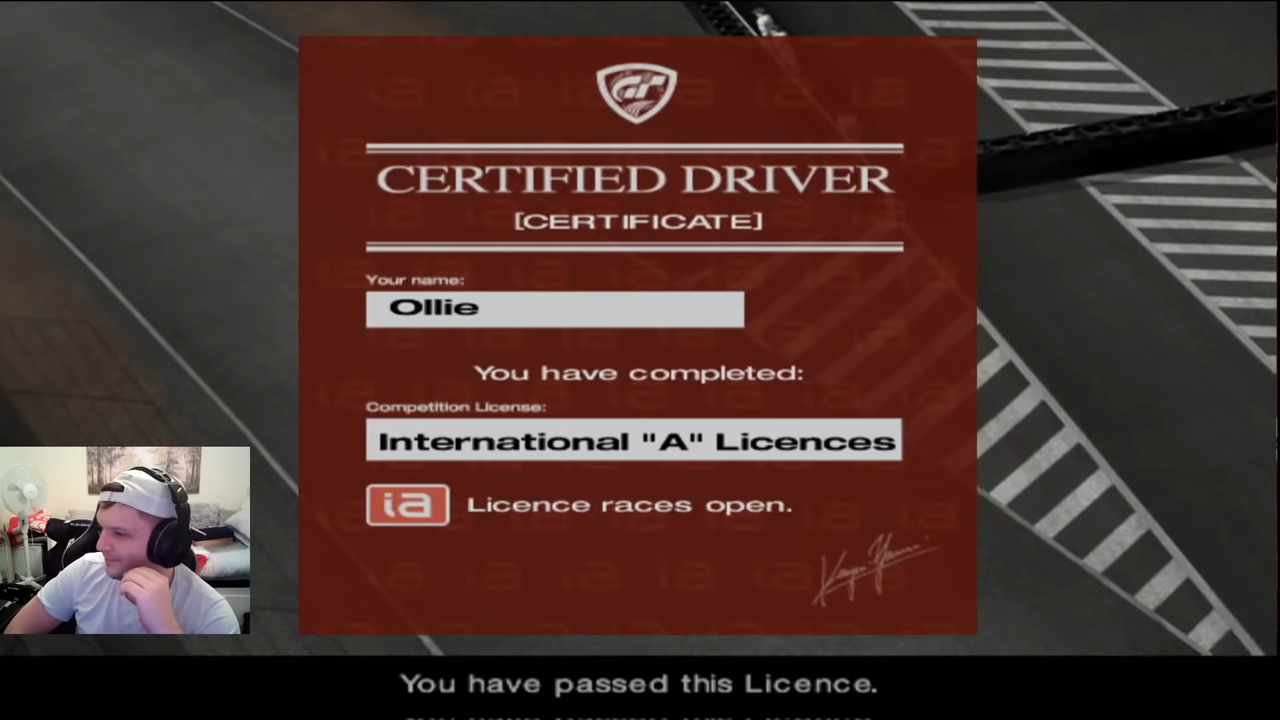 GT
CERTIFIED DRIVER
[CERTIFICATE]
Your name:
Ollie
You have completed:
Competition License:
International "A" Licences
ia Licence races open.
You have passed this Licence.